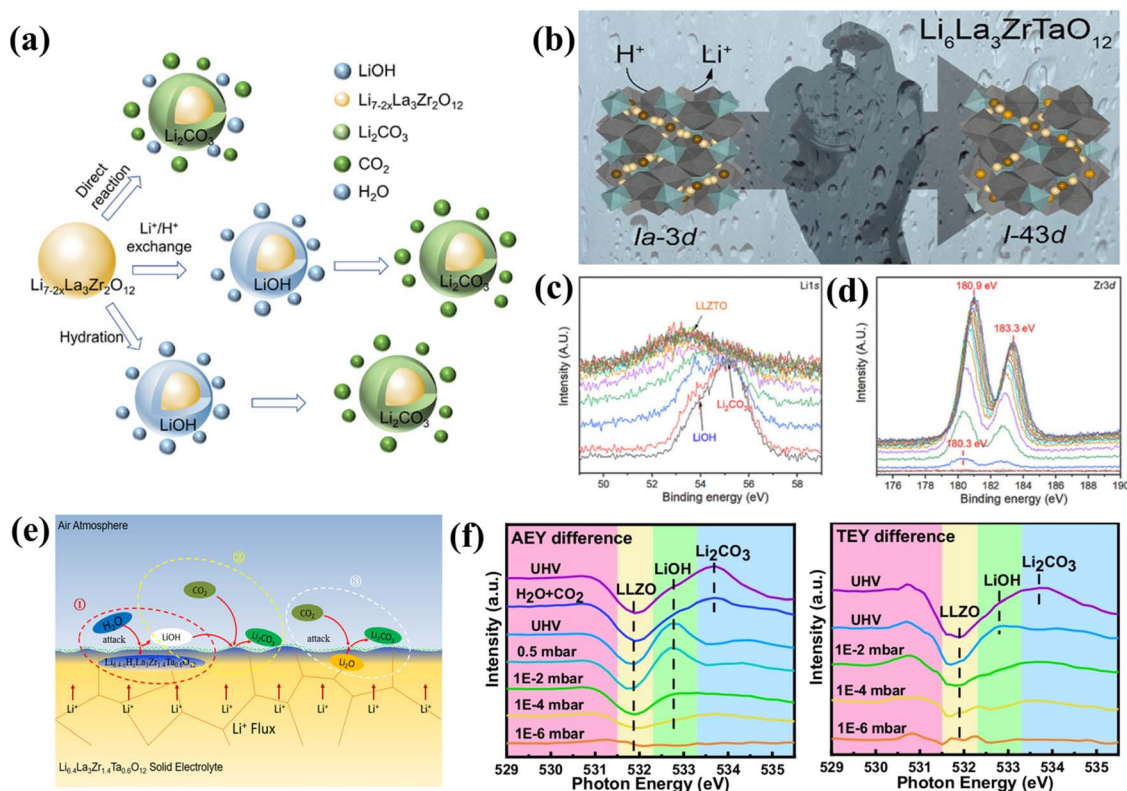 (a)
LiOH
Li7-2xLa3Zr2O12
Li2CO3
CO2
H2O
Li2CO3
Direct
reaction
Li+/H+
exchange
Li7-2xLa3Zr2O12
LiOH
Li2CO3
Hydration
LiOH
Li2CO3
(b)
Li6La3ZrTaO12
H+
Li+
Ia-3d
I-43d
(c)
Li1s
LLZTO
Li2CO3
LiOH
Intensity (A.U.)
50 52 54 56 58
Binding energy (eV)
(d)
Zr3d
180.9 eV
183.3 eV
180.3 eV
Intensity (A.U.)
176 178 180 182 184 186 188 190
Binding energy (eV)
(e)
Air Atmosphere
①
②
③
H2O
attack
LiOH
CO2
Li2CO3
CO2
attack
Li2CO3
Li2O
Li6.4-xHxLa3Zr1.4Ta0.6O12
Li+ Li+ Li+ Li+ Li+ Li+ Li+ Li+
Li+ Flux
Li6.4La3Zr1.4Ta0.6O12 Solid Electrolyte
(f)
AEY difference
Li2CO3
LiOH
LLZO
UHV
H2O+CO2
UHV
0.5 mbar
1E-2 mbar
1E-4 mbar
1E-6 mbar
Intensity (a.u.)
529 530 531 532 533 534 535
Photon Energy (eV)
TEY difference
Li2CO3
LiOH
LLZO
UHV
UHV
1E-2 mbar
1E-4 mbar
1E-6 mbar
Intensity (a.u.)
529 530 531 532 533 534 535
Photon Energy (eV)